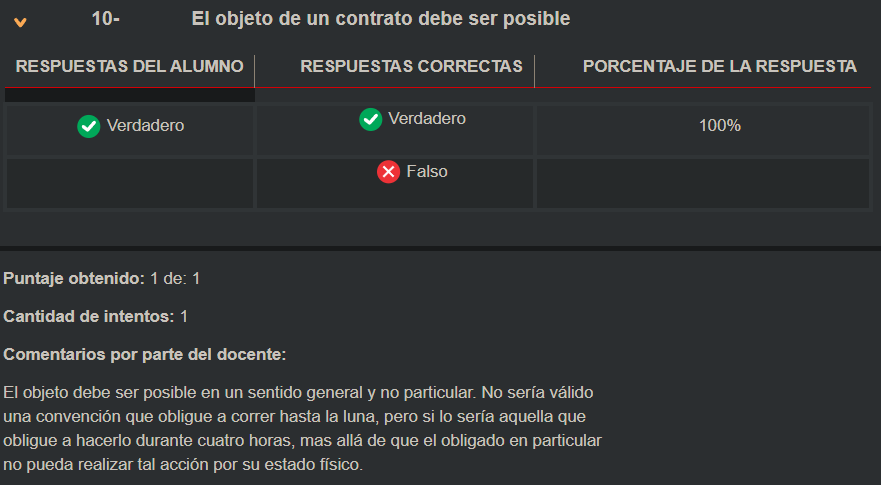 10- El objeto de un contrato debe ser posible
RESPUESTAS DEL ALUMNO RESPUESTAS CORRECTAS PORCENTAJE DE LA RESPUESTA
Verdadero Verdadero 100%
Falso
Puntaje obtenido: 1 de: 1
Cantidad de intentos: 1
Comentarios por parte del docente:
El objeto debe ser posible en un sentido general y no particular. No sería válido
una convención que obligue a correr hasta la luna, pero si lo sería aquella que
obligue a hacerlo durante cuatro horas, mas allá de que el obligado en particular
no pueda realizar tal acción por su estado físico.